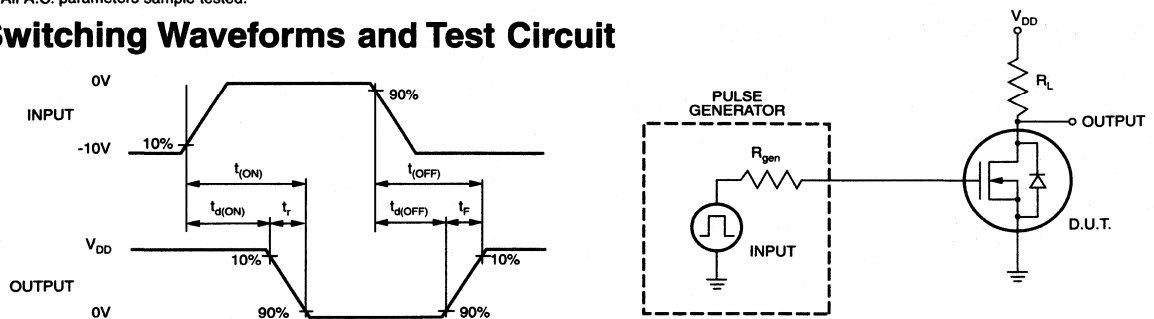 All A.C. parameters sample tested.
Switching Waveforms and Test Circuit
0V
INPUT
-10V
10%
90%
t(ON)
t(OFF)
td(ON)
tr
td(OFF)
tF
VDD
OUTPUT
0V
10%
90%
90%
10%
PULSE
GENERATOR
Rgen
INPUT
VDD
RL
OUTPUT
D.U.T.